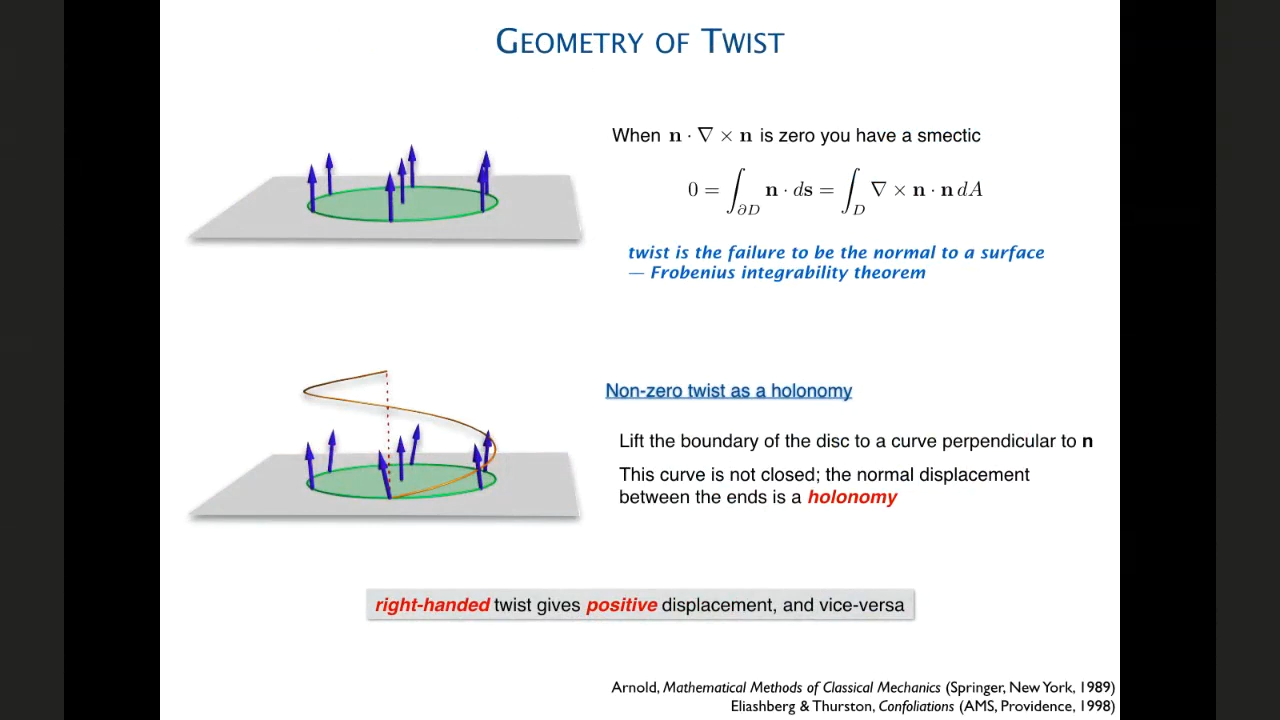 GEOMETRY OF TWIST
When n · ∇ × n is zero you have a smectic
0 = ∫_{∂D} n · ds = ∫_D ∇ × n · n dA
twist is the failure to be the normal to a surface
— Frobenius integrability theorem
Non-zero twist as a holonomy
Lift the boundary of the disc to a curve perpendicular to n
This curve is not closed; the normal displacement
between the ends is a holonomy
right-handed twist gives positive displacement, and vice-versa
Arnold, Mathematical Methods of Classical Mechanics (Springer, New York, 1989)
Eliashberg & Thurston, Confoliations (AMS, Providence, 1998)